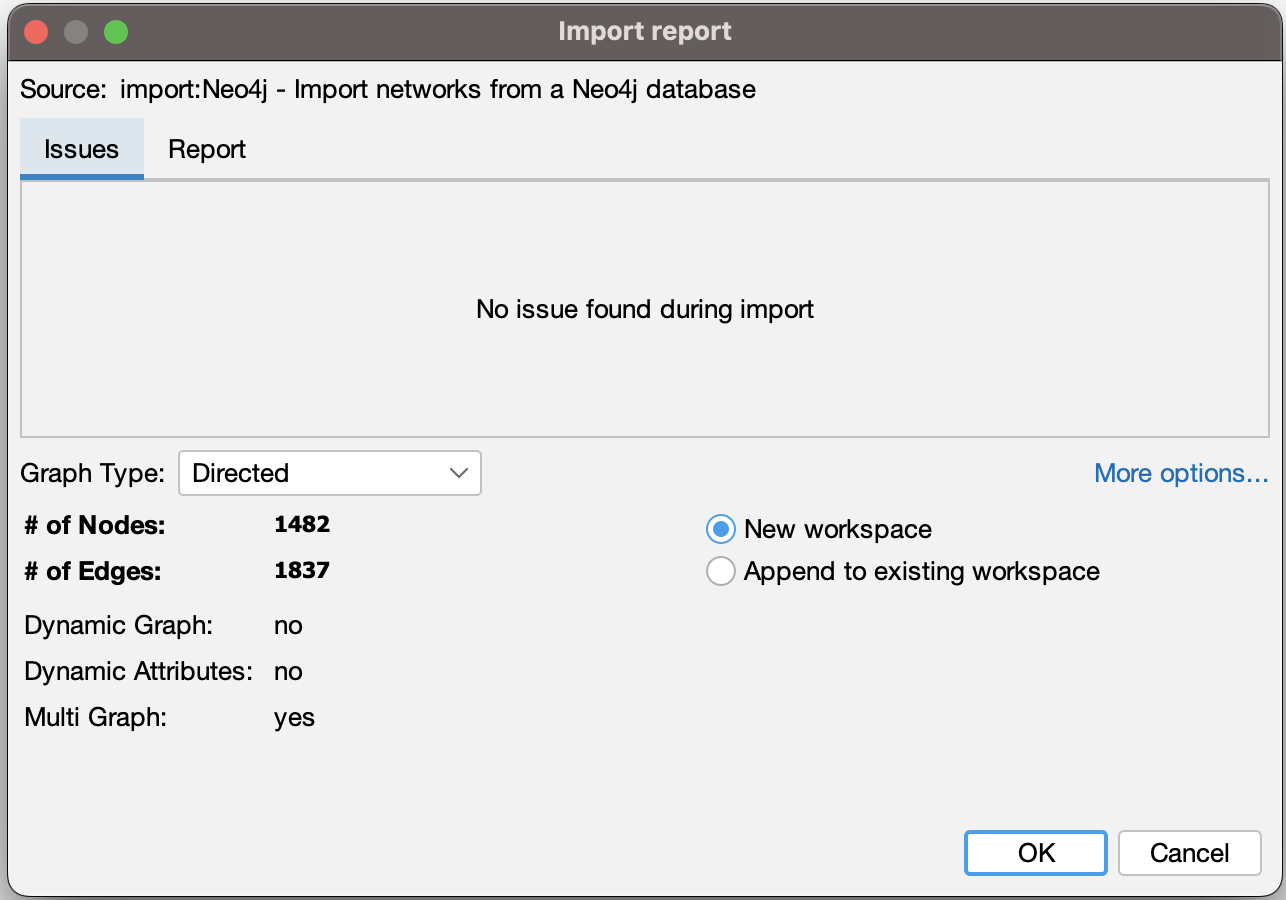 Import report
Source: import:Neo4j - Import networks from a Neo4j database
Issues Report
No issue found during import
Graph Type: Directed More options...
# of Nodes: 1482
New workspace
# of Edges: 1837
Append to existing workspace
Dynamic Graph: no
Dynamic Attributes: no
Multi Graph: yes
OK Cancel